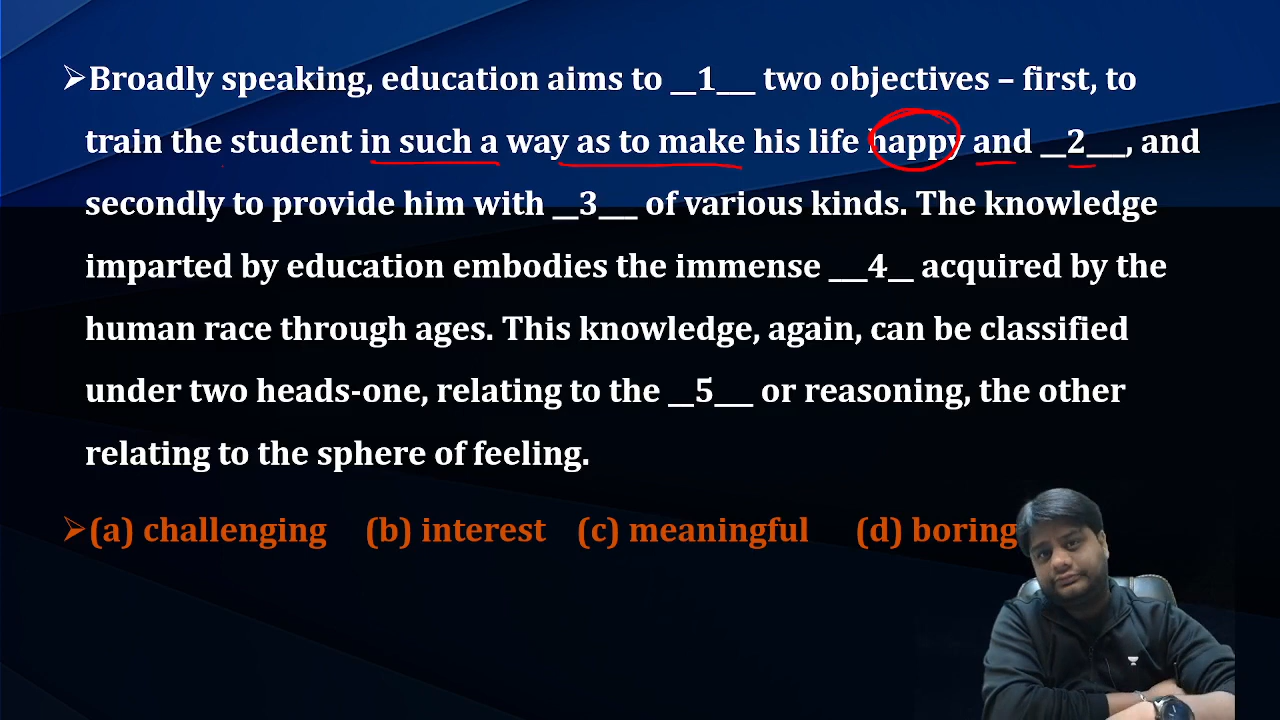 ➢Broadly speaking, education aims to __1___ two objectives – first, to
train the student in such a way as to make his life happy and __2___, and
secondly to provide him with __3___ of various kinds. The knowledge
imparted by education embodies the immense ___4__ acquired by the
human race through ages. This knowledge, again, can be classified
under two heads-one, relating to the __5___ or reasoning, the other
relating to the sphere of feeling.
➢(a) challenging (b) interest (c) meaningful (d) boring